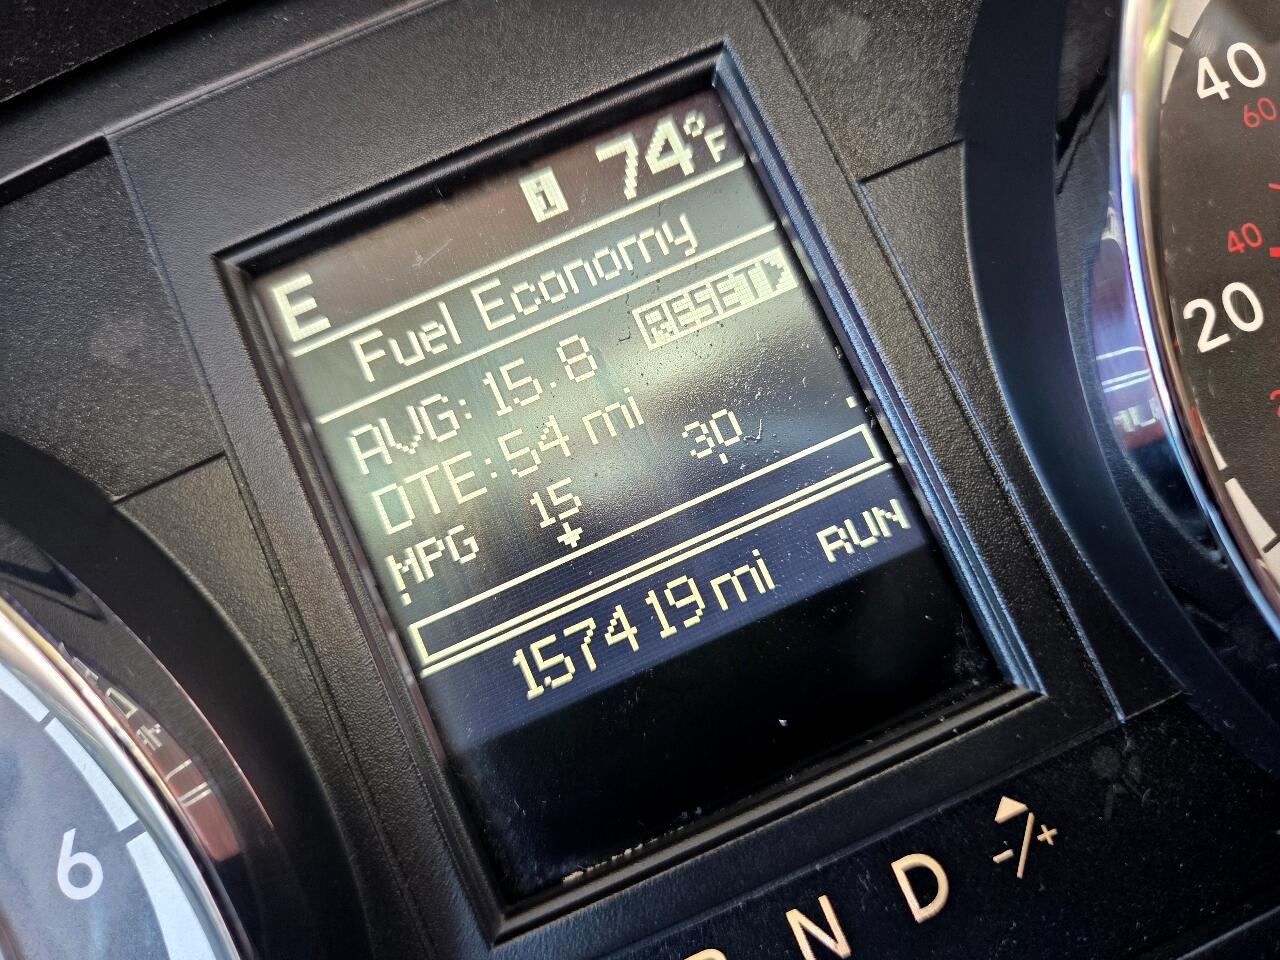 i 74°F
E
Fuel Economy
AVG: 15.8 RESET
DTE: 54 mi
MPG 15 30
157419 mi RUN
N D -/+
6
40
60
40
20